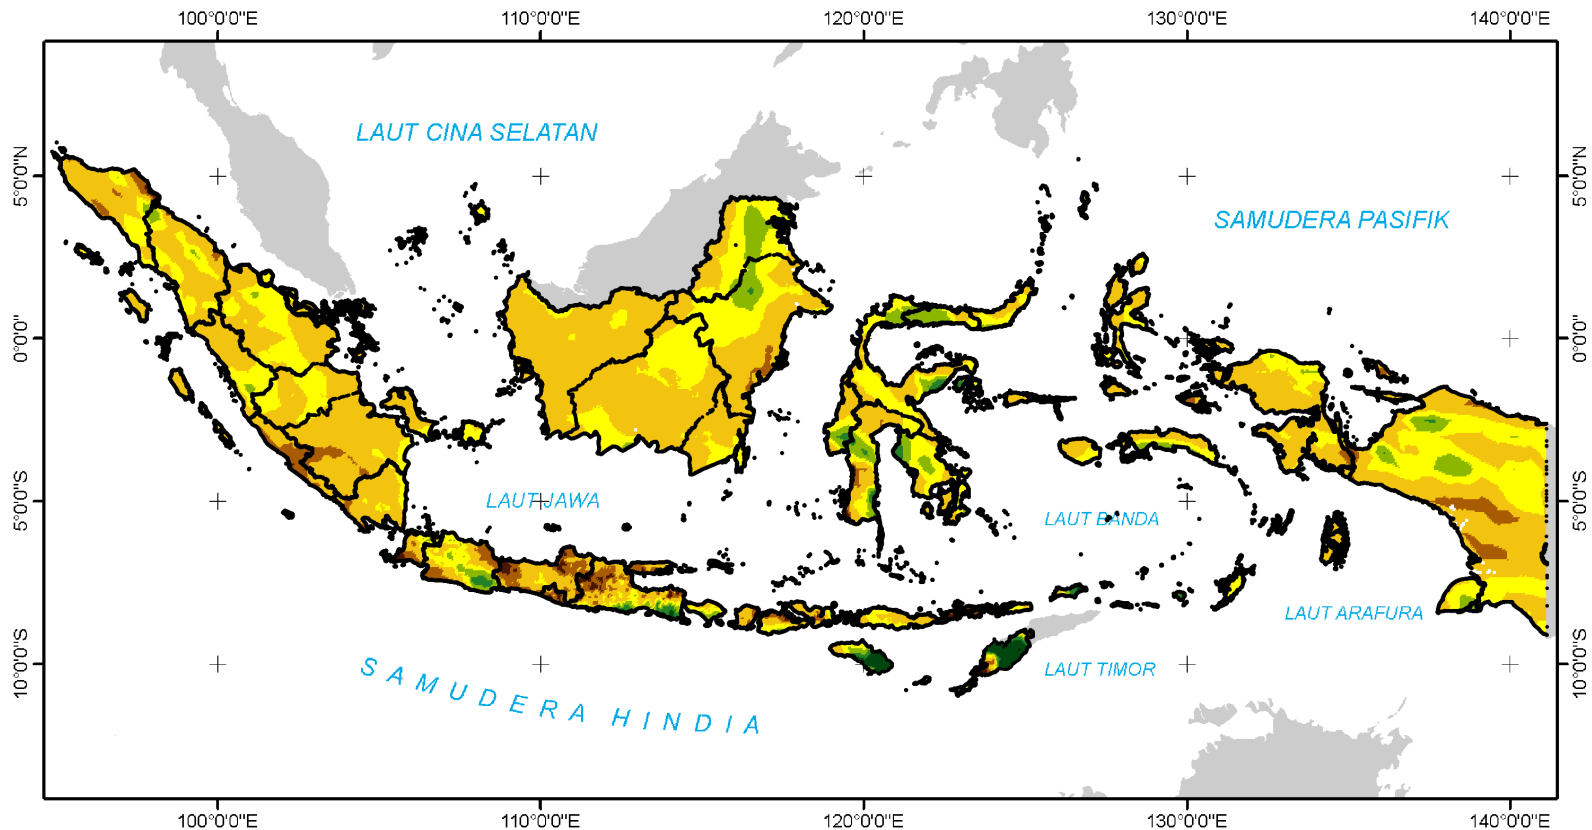 100°0'0"E 110°0'0"E 120°0'0"E 130°0'0"E 140°0'0"E
LAUT CINA SELATAN
5°0'0"N 5°0'0"N
SAMUDERA PASIFIK
0°0'0" 0°0'0"
5°0'0"S LAUT JAWA 5°0'0"S
LAUT BANDA
LAUT ARAFURA
10°0'0"S LAUT TIMOR 10°0'0"S
SAMUDERA HINDIA
100°0'0"E 110°0'0"E 120°0'0"E 130°0'0"E 140°0'0"E